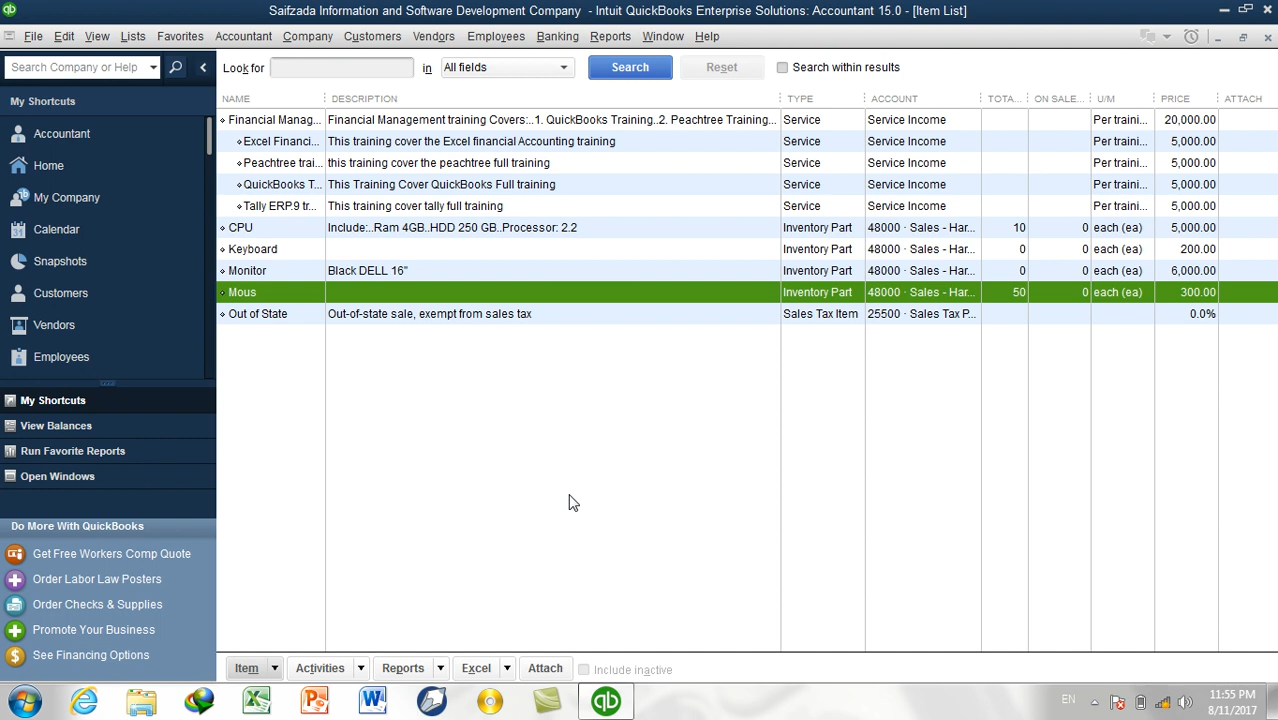 Saifzada Information and Software Development Company - Intuit QuickBooks Enterprise Solutions: Accountant 15.0 - [Item List]
File Edit View Lists Favorites Accountant Company Customers Vendors Employees Banking Reports Window Help
Search Company or Help
Look for in All fields Search Reset Search within results
My Shortcuts
Accountant
Home
My Company
Calendar
Snapshots
Customers
Vendors
Employees
My Shortcuts
View Balances
Run Favorite Reports
Open Windows
Do More With QuickBooks
Get Free Workers Comp Quote
Order Labor Law Posters
Order Checks & Supplies
Promote Your Business
See Financing Options
NAME DESCRIPTION TYPE ACCOUNT TOTA... ON SALE... U/M PRICE ATTACH
Financial Manag... Financial Management training Covers:..1. QuickBooks Training..2. Peachtree Training... Service Service Income Per traini... 20,000.00
Excel Financi... This training cover the Excel financial Accounting training Service Service Income Per traini... 5,000.00
Peachtree trai... this training cover the peachtree full training Service Service Income Per traini... 5,000.00
QuickBooks T... This Training Cover QuickBooks Full training Service Service Income Per traini... 5,000.00
Tally ERP.9 tr... This training cover tally full training Service Service Income Per traini... 5,000.00
CPU Include:..Ram 4GB..HDD 250 GB..Processor: 2.2 Inventory Part 48000 · Sales - Har... 10 0 each (ea) 5,000.00
Keyboard Inventory Part 48000 · Sales - Har... 0 0 each (ea) 200.00
Monitor Black DELL 16" Inventory Part 48000 · Sales - Har... 0 0 each (ea) 6,000.00
Mous Inventory Part 48000 · Sales - Har... 50 0 each (ea) 300.00
Out of State Out-of-state sale, exempt from sales tax Sales Tax Item 25500 · Sales Tax P... 0.0%
Item Activities Reports Excel Attach Include inactive
EN 11:55 PM
8/11/2017